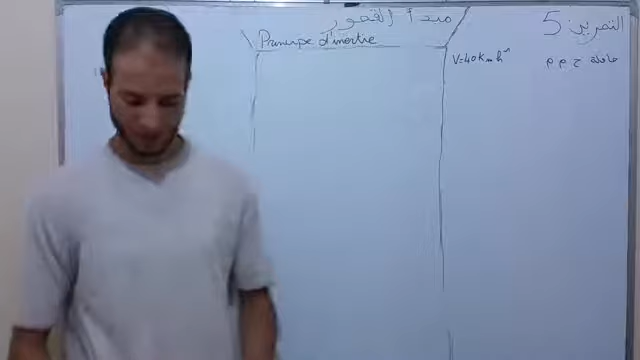 مبدأ القصور
Principe d'inertie
التمرين 5
V=40Km h⁻¹
حافلة ح م م